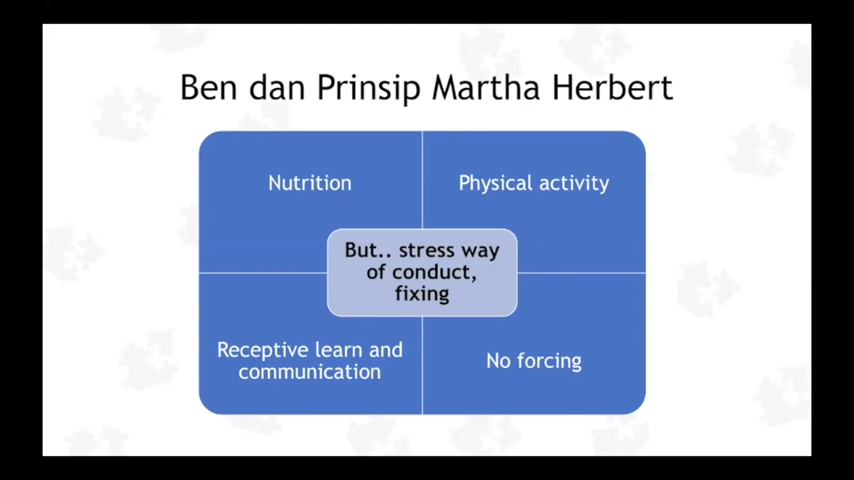 Ben dan Prinsip Martha Herbert
Nutrition
Physical activity
But.. stress way
of conduct,
fixing
Receptive learn and
communication
No forcing